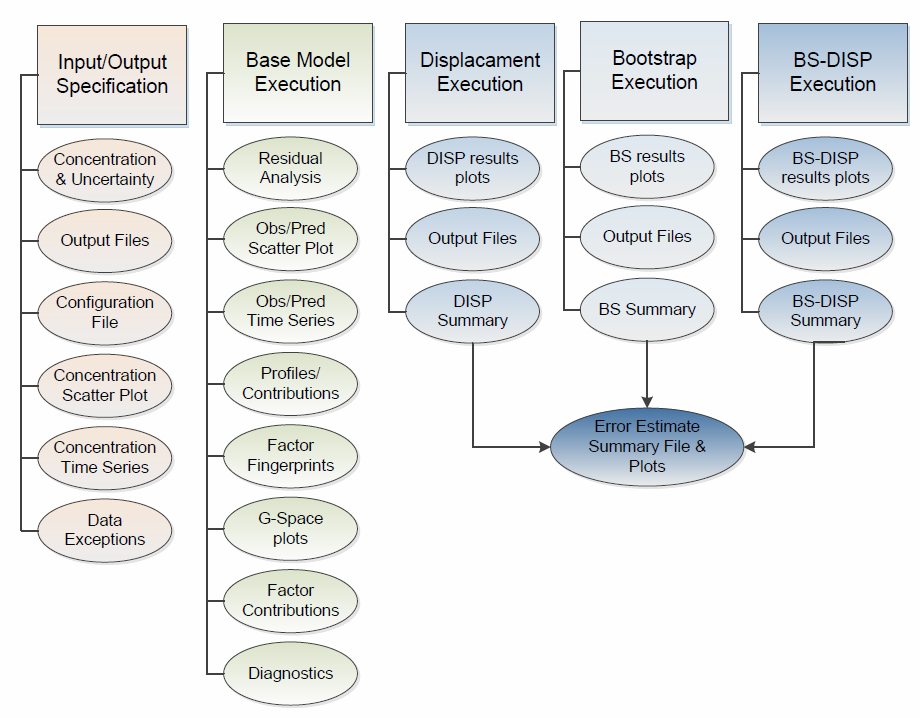 Input/Output
Specification
Concentration
& Uncertainty
Output Files
Configuration
File
Concentration
Scatter Plot
Concentration
Time Series
Data
Exceptions
Base Model
Execution
Residual
Analysis
Obs/Pred
Scatter Plot
Obs/Pred
Time Series
Profiles/
Contributions
Factor
Fingerprints
G-Space
plots
Factor
Contributions
Diagnostics
Displacament
Execution
DISP results
plots
Output Files
DISP
Summary
Bootstrap
Execution
BS results
plots
Output Files
BS Summary
BS-DISP
Execution
BS-DISP
results plots
Output Files
BS-DISP
Summary
Error Estimate
Summary File &
Plots